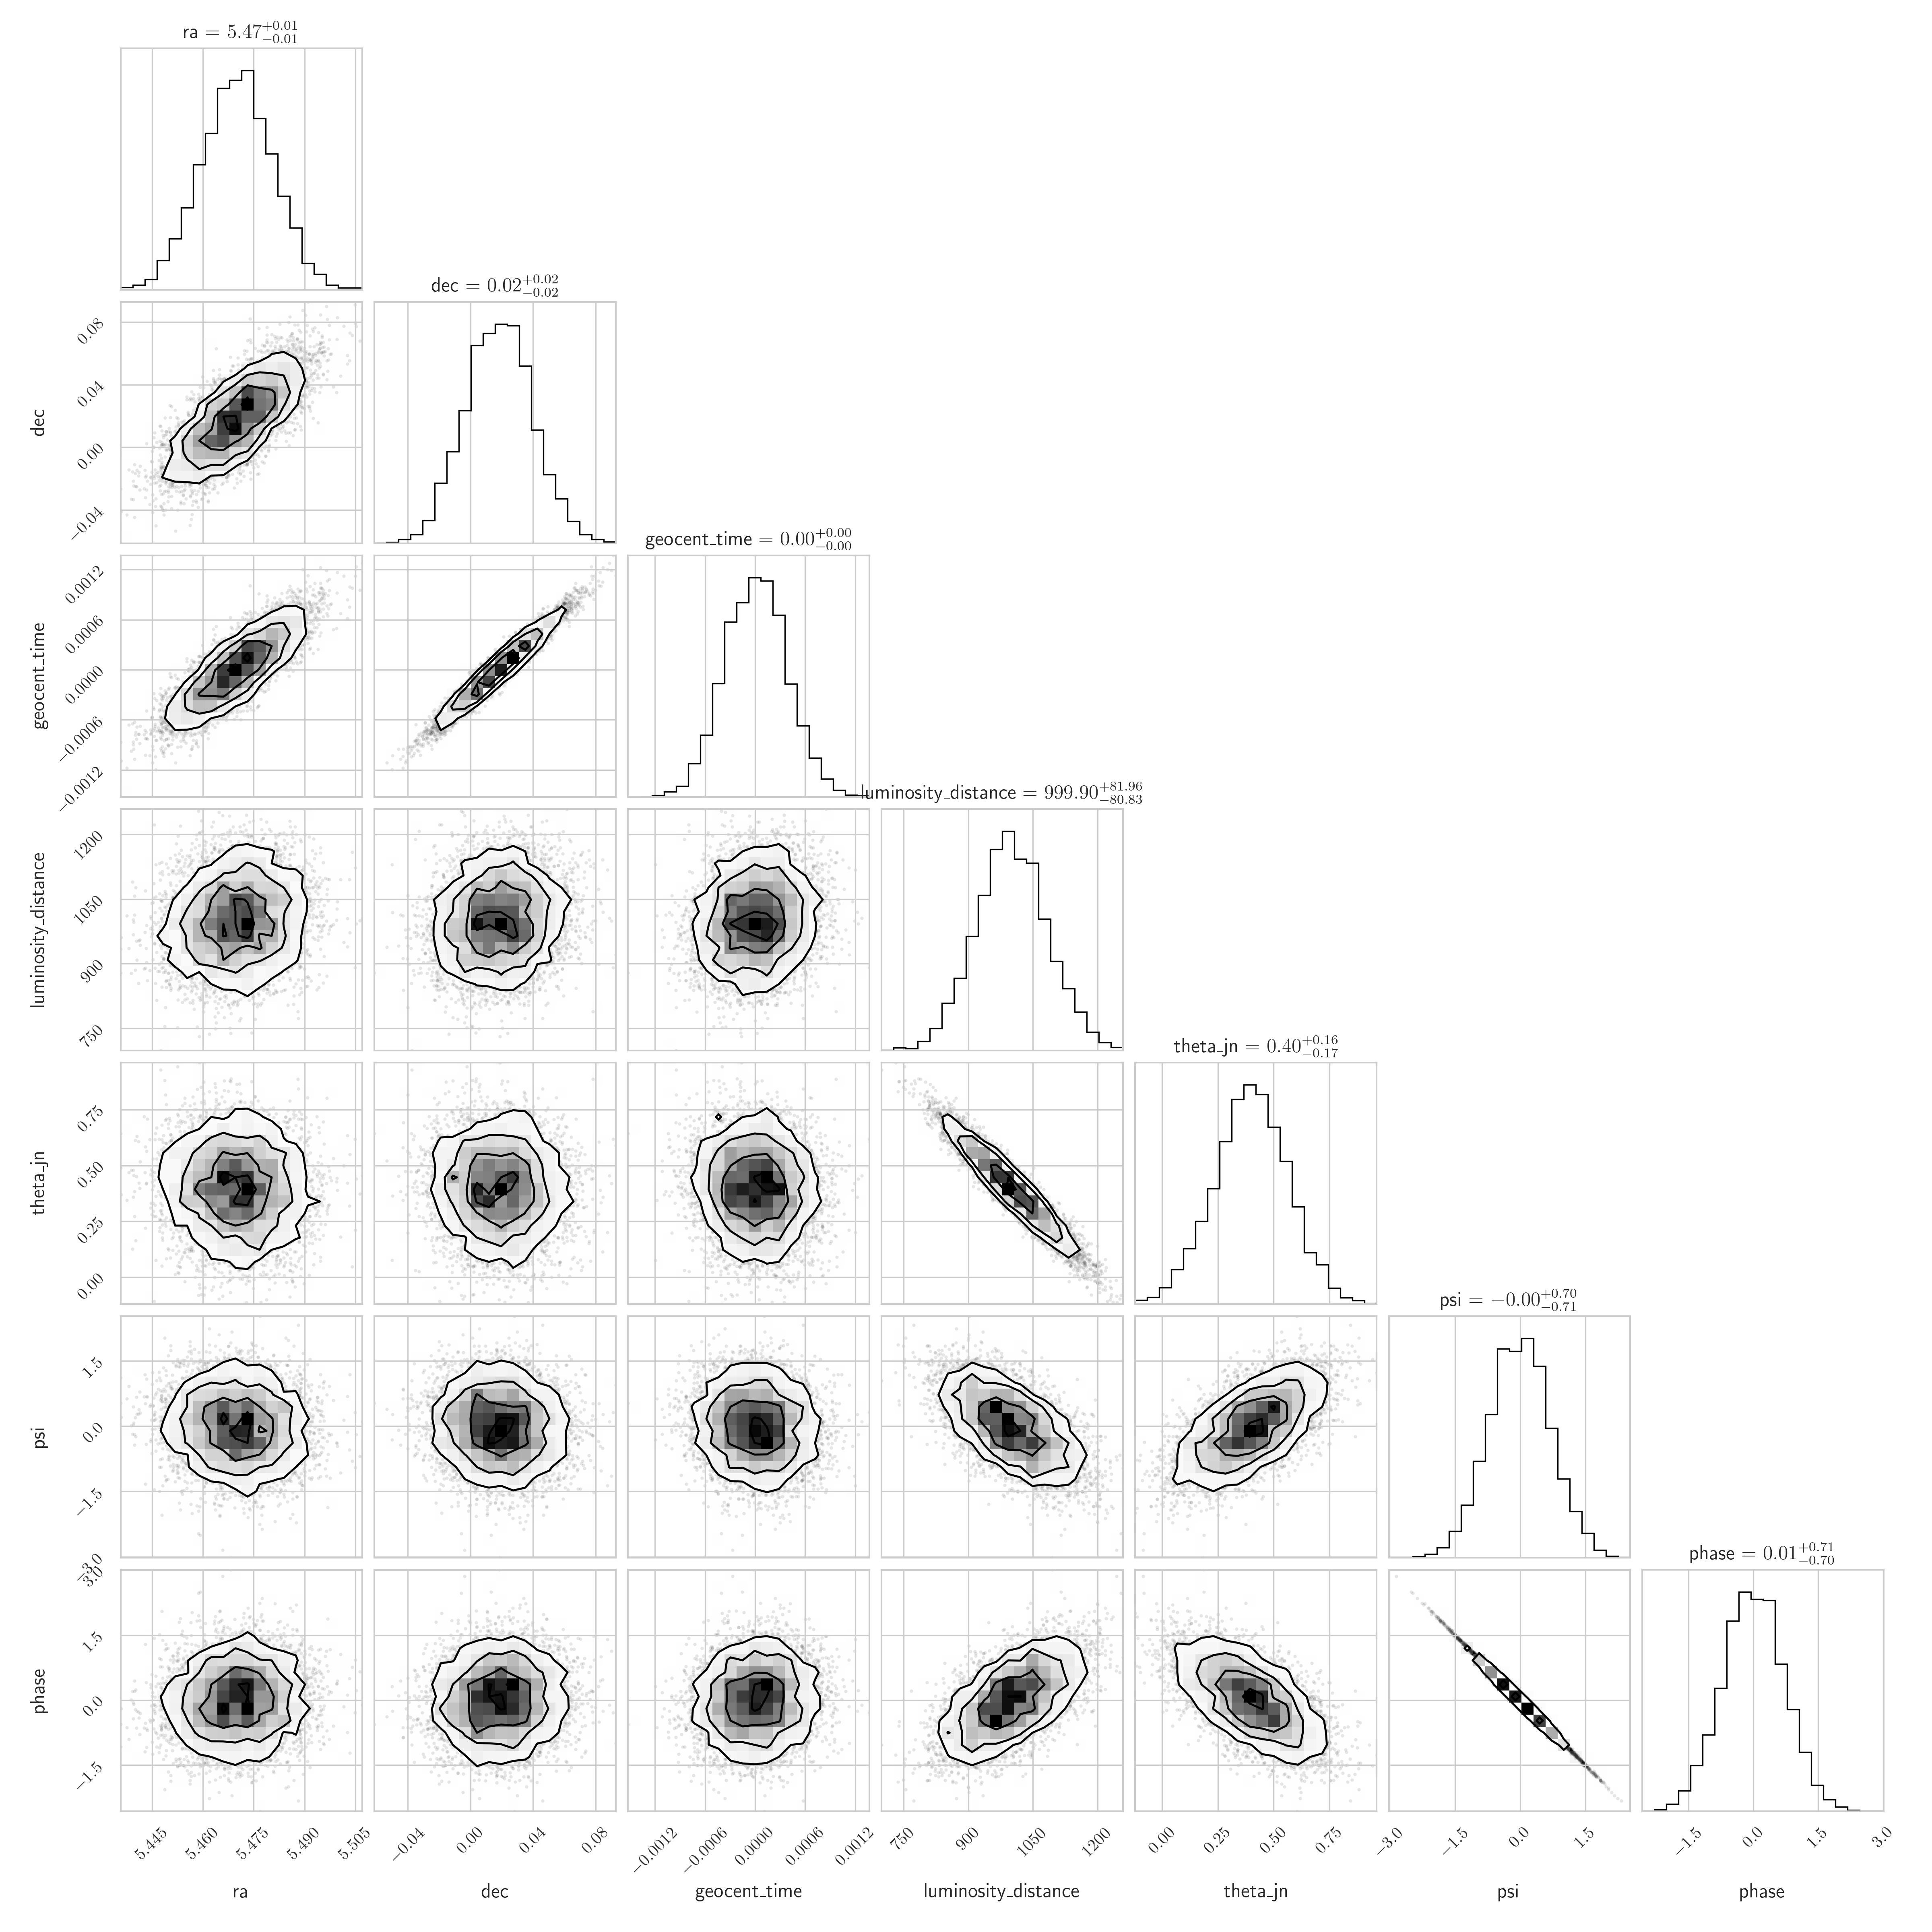 ra = 5.47+0.01 −0.01
dec = 0.02+0.02 −0.02
0.08
0.04
0.00
−0.04
dec
geocent_time = 0.00+0.00 −0.00
0.0012
0.0006
0.0000
−0.0006
−0.0012
geocent_time
luminosity_distance = 999.90+81.96 −80.83
1200
1050
900
750
luminosity_distance
theta_jn = 0.40+0.16 −0.17
0.75
0.50
0.25
0.00
theta_jn
psi = −0.00+0.70 −0.71
1.5
0.0
−1.5
−3.0
psi
phase = 0.01+0.71 −0.70
3.0
1.5
0.0
−1.5
phase
5.445 5.460 5.475 5.490 5.505 −0.04 0.00 0.04 0.08 −0.0012 −0.0006 0.0000 0.0006 0.0012 750 900 1050 1200 0.00 0.25 0.50 0.75 −3.0 −1.5 0.0 1.5 −1.5 0.0 1.5 3.0
ra dec geocent_time luminosity_distance theta_jn psi phase